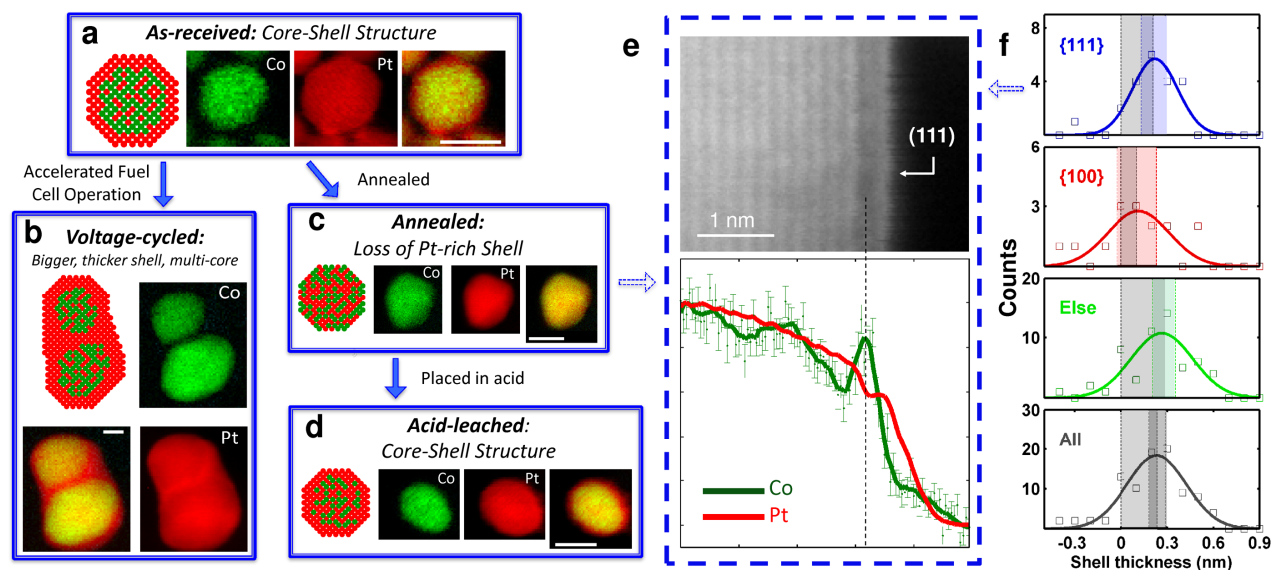 a
As-received: Core-Shell Structure
Co
Pt
Accelerated Fuel
Cell Operation
Annealed
b
Voltage-cycled:
Bigger, thicker shell, multi-core
Co
Pt
c
Annealed:
Loss of Pt-rich Shell
Co
Pt
Placed in acid
d
Acid-leached:
Core-Shell Structure
Co
Pt
e
(111)
1 nm
Co
Pt
f
{111}
8
4
{100}
6
3
Else
20
10
All
30
20
10
Counts
-0.3 0 0.3 0.6 0.9
Shell thickness (nm)